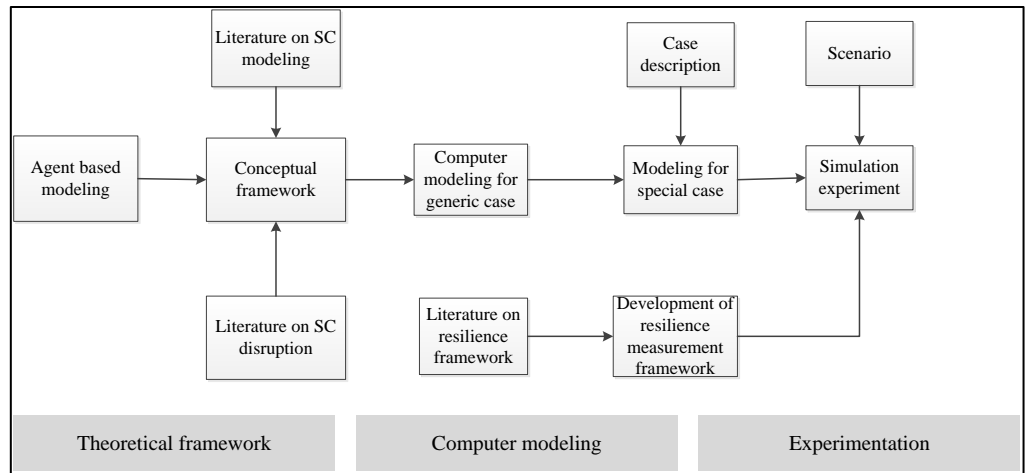 Literature on SC
modeling
Case
description
Scenario
Agent based
modeling
Conceptual
framework
Computer
modeling for
generic case
Modeling for
special case
Simulation
experiment
Literature on SC
disruption
Literature on
resilience
framework
Development of
resilience
measurement
framework
Theoretical framework
Computer modeling
Experimentation